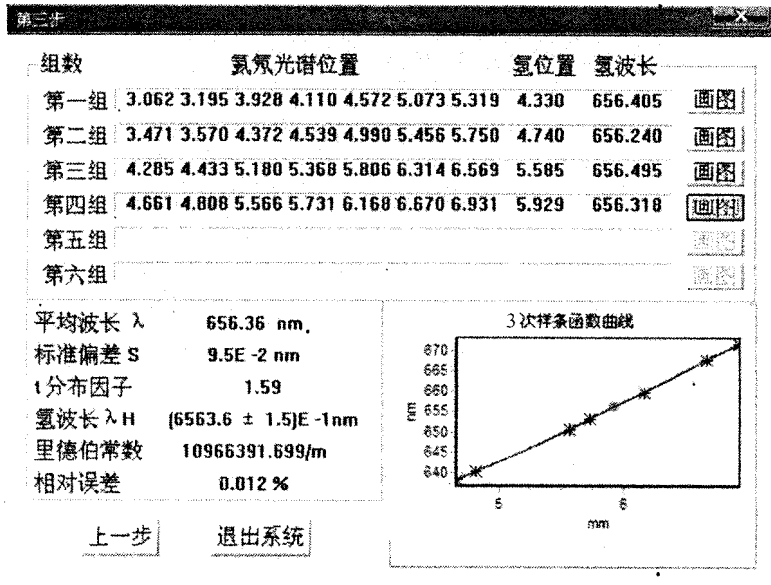 第三步
组数 氦氖光谱位置 氢位置 氢波长
第一组 3.062 3.195 3.928 4.110 4.572 5.073 5.319 4.330 656.405 画图
第二组 3.471 3.570 4.372 4.539 4.990 5.456 5.750 4.740 656.240 画图
第三组 4.285 4.433 5.180 5.368 5.806 6.314 6.569 5.585 656.495 画图
第四组 4.661 4.808 5.566 5.731 6.168 6.670 6.931 5.929 656.318 画图
第五组 画图
第六组 画图
平均波长 λ 656.36 nm.
标准偏差 S 9.5E -2 nm
t分布因子 1.59
氢波长 λH (6563.6 ± 1.5)E -1nm
里德伯常数 10966391.699/m
相对误差 0.012 %
上一步 退出系统
3次样条函数曲线
670
665
660
655
650
645
640
nm
5 6
mm